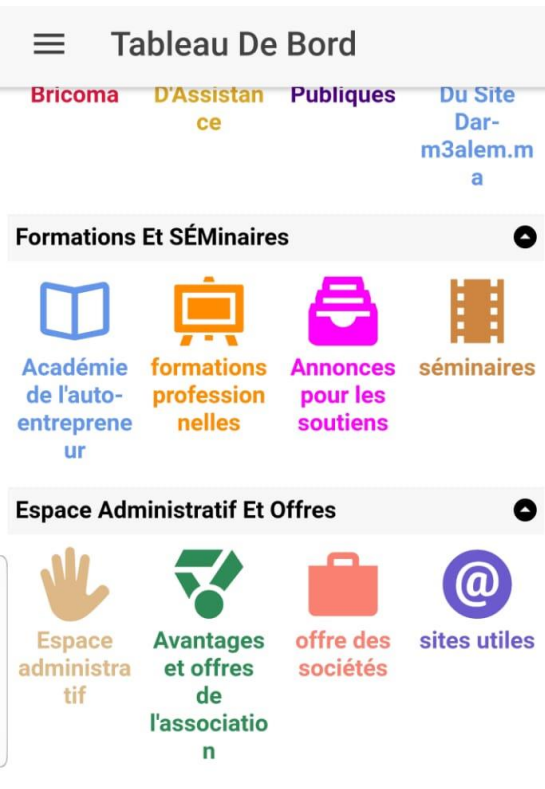 Tableau De Bord
Bricoma
D'Assistan
ce
Publiques
Du Site
Dar-
m3alem.m
a
Formations Et SÉMinaires
Académie
de l'auto-
entreprene
ur
formations
profession
nelles
Annonces
pour les
soutiens
séminaires
Espace Administratif Et Offres
Espace
administra
tif
Avantages
et offres
de
l'associatio
n
offre des
sociétés
@
sites utiles